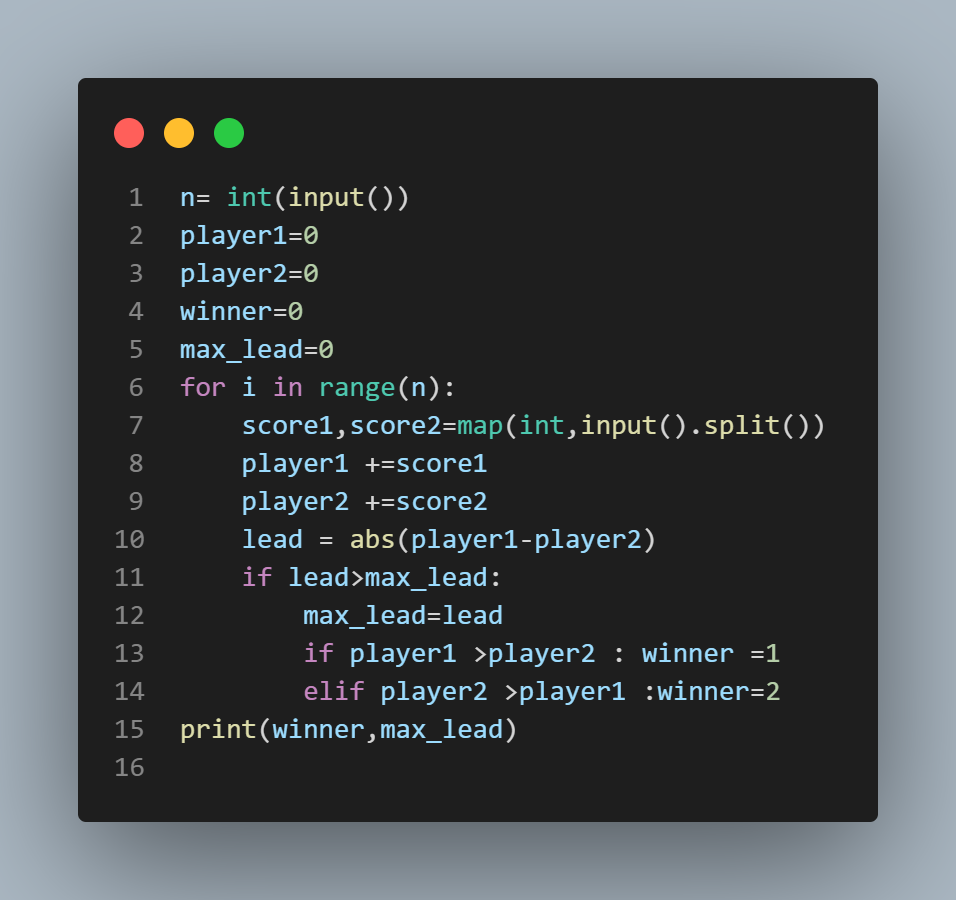 1 n= int(input())
2 player1=0
3 player2=0
4 winner=0
5 max_lead=0
6 for i in range(n):
7     score1,score2=map(int,input().split())
8     player1 +=score1
9     player2 +=score2
10     lead = abs(player1-player2)
11     if lead>max_lead:
12         max_lead=lead
13         if player1 >player2 : winner =1
14         elif player2 >player1 :winner=2
15 print(winner,max_lead)
16